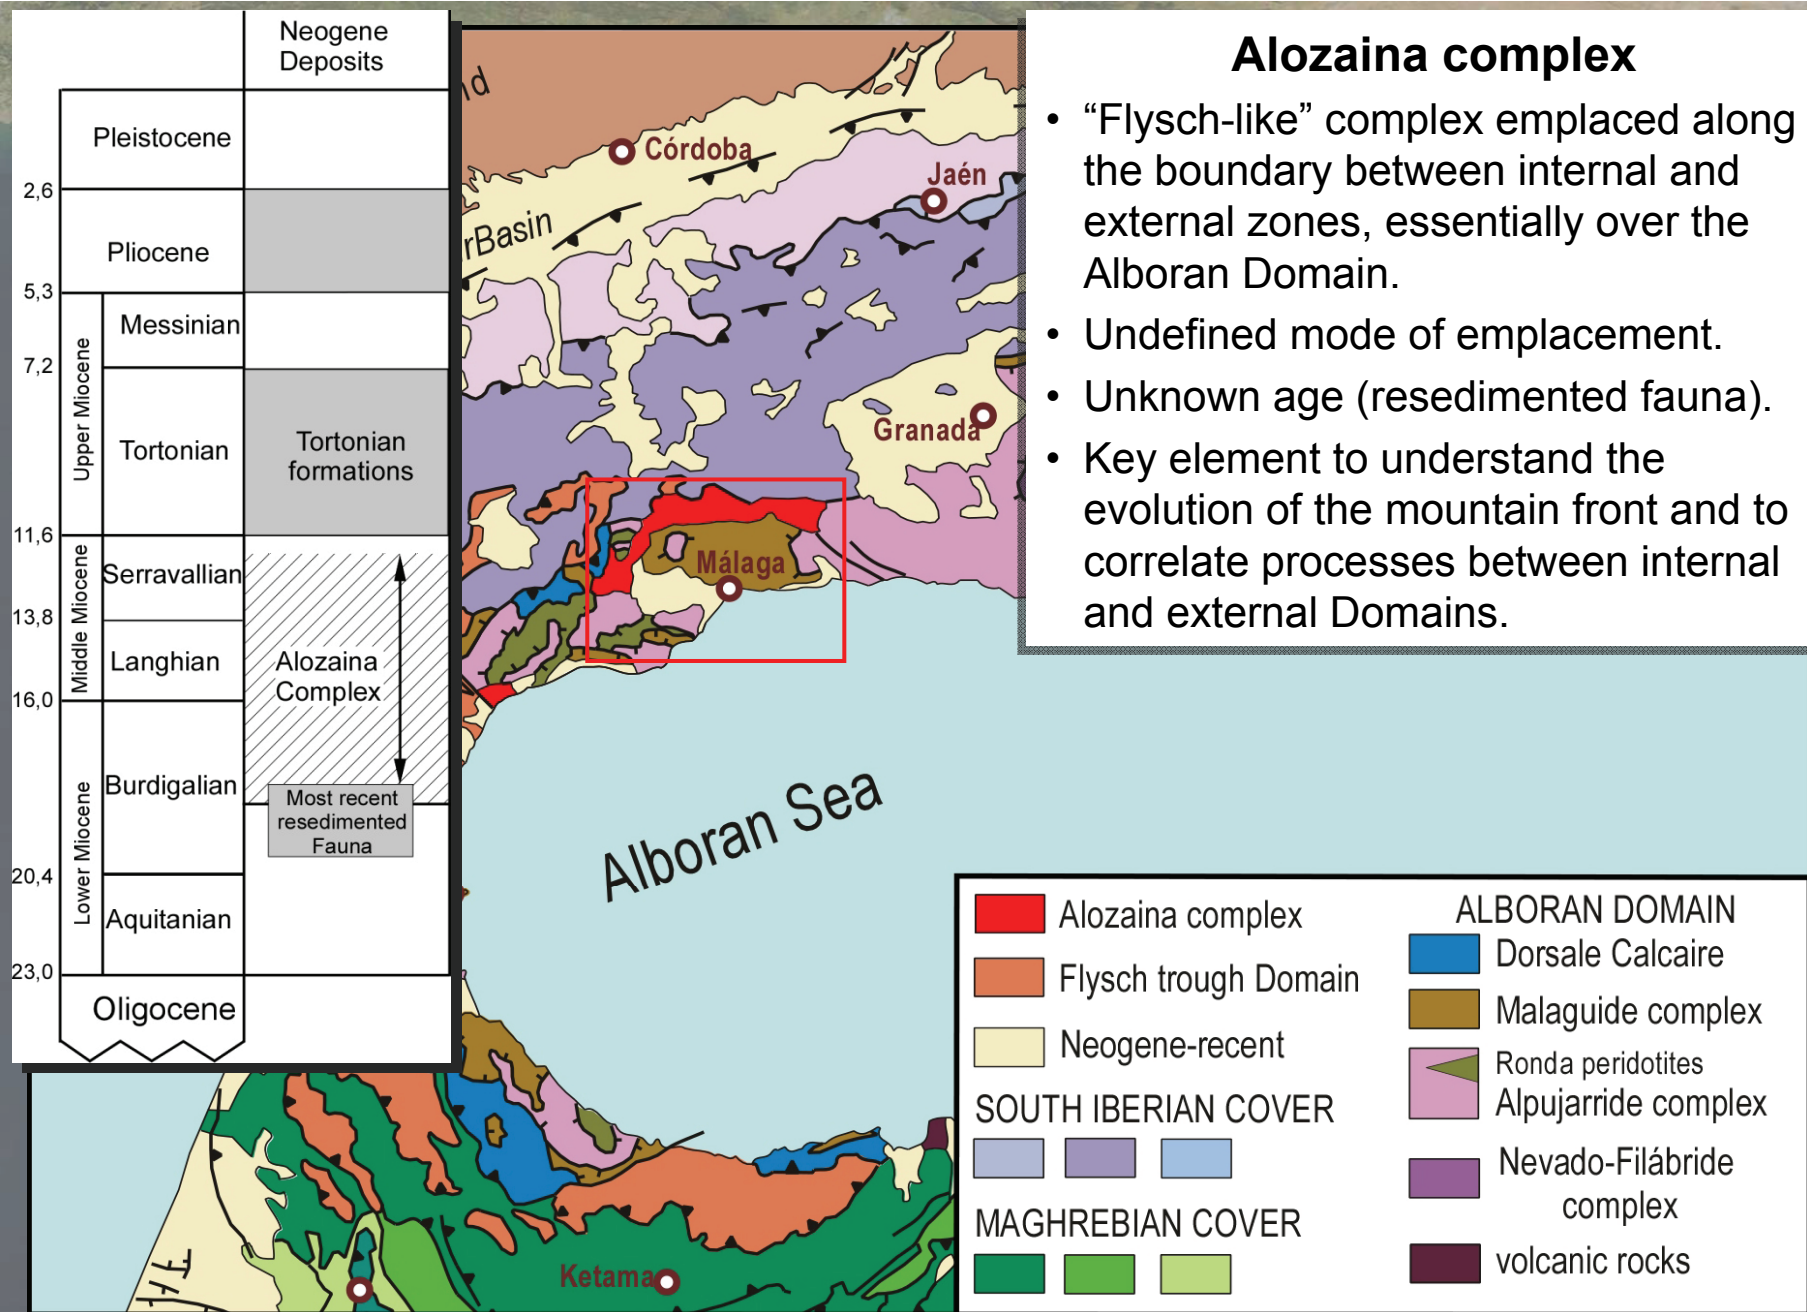 Neogene
Deposits
Pleistocene
2,6
Pliocene
5,3
Messinian
7,2
Upper Miocene
Tortonian
Tortonian
formations
11,6
Serravallian
13,8
Middle Miocene
Langhian
Alozaina
Complex
16,0
Burdigalian
Most recent
resedimented
Fauna
Lower Miocene
20,4
Aquitanian
23,0
Oligocene
nd
Córdoba
Jaén
rBasin
Granada
Málaga
Alboran Sea
Ketama
Alozaina complex
• “Flysch-like” complex emplaced along
the boundary between internal and
external zones, essentially over the
Alboran Domain.
• Undefined mode of emplacement.
• Unknown age (resedimented fauna).
• Key element to understand the
evolution of the mountain front and to
correlate processes between internal
and external Domains.
Alozaina complex
Flysch trough Domain
Neogene-recent
SOUTH IBERIAN COVER
MAGHREBIAN COVER
ALBORAN DOMAIN
Dorsale Calcaire
Malaguide complex
Ronda peridotites
Alpujarride complex
Nevado-Filábride
complex
volcanic rocks